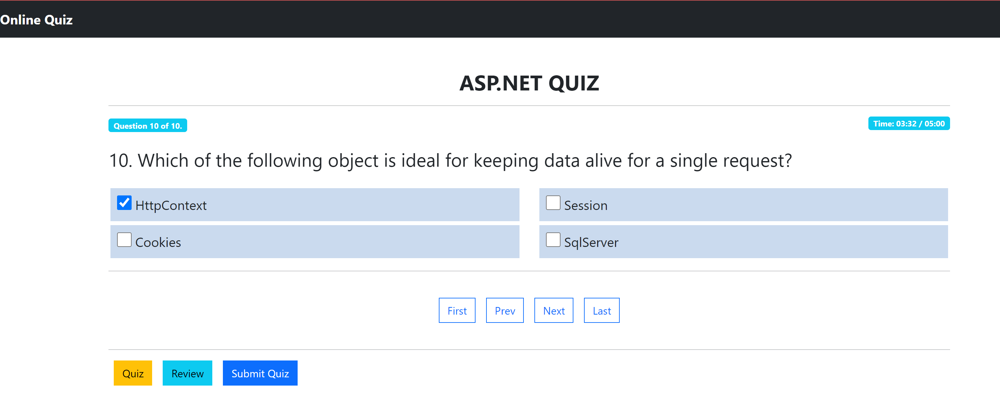 Online Quiz
ASP.NET QUIZ
Question 10 of 10.
Time: 03:32 / 05:00
10. Which of the following object is ideal for keeping data alive for a single request?
HttpContext
Session
Cookies
SqlServer
First Prev Next Last
Quiz Review Submit Quiz